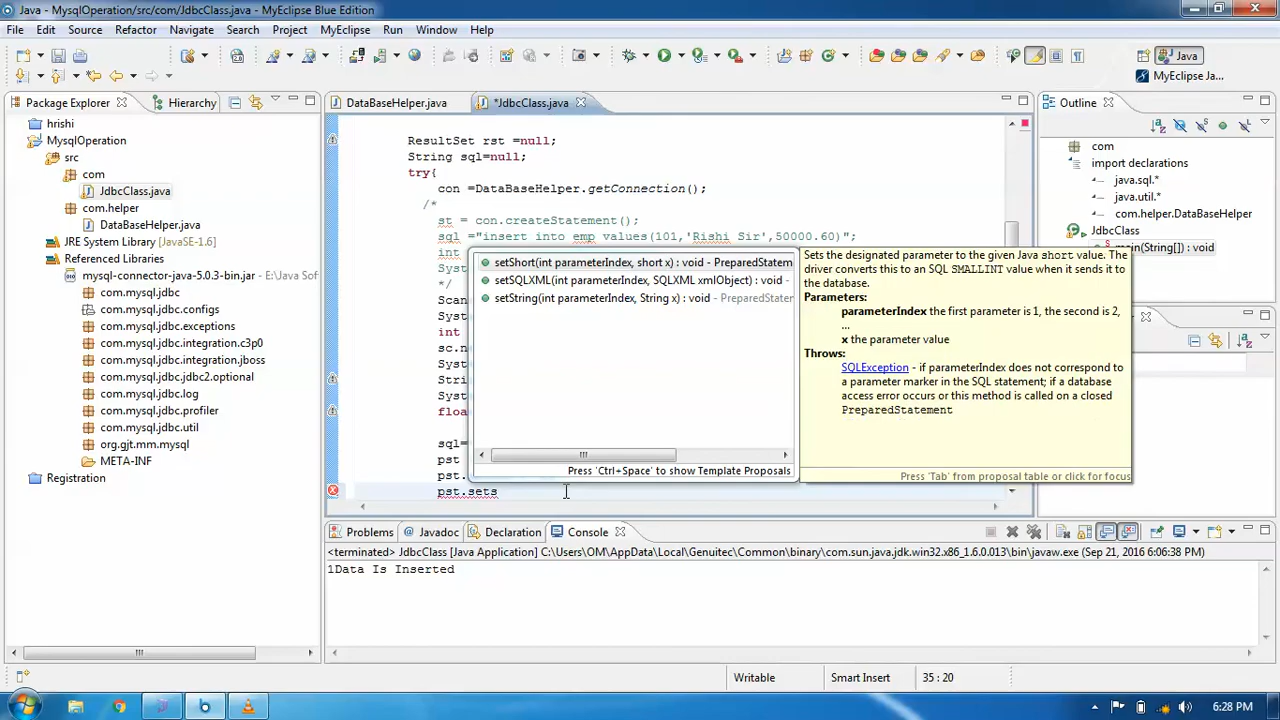 Java - MysqlOperation/src/com/JdbcClass.java - MyEclipse Blue Edition
File Edit Source Refactor Navigate Search Project MyEclipse Run Window Help
Java
MyEclipse Ja...
Package Explorer Hierarchy
hrishi
MysqlOperation
src
com
JdbcClass.java
com.helper
DataBaseHelper.java
JRE System Library [JavaSE-1.6]
Referenced Libraries
mysql-connector-java-5.0.3-bin.jar
com.mysql.jdbc
com.mysql.jdbc.configs
com.mysql.jdbc.exceptions
com.mysql.jdbc.integration.c3p0
com.mysql.jdbc.integration.jboss
com.mysql.jdbc.jdbc2.optional
com.mysql.jdbc.log
com.mysql.jdbc.profiler
com.mysql.jdbc.util
org.gjt.mm.mysql
META-INF
Registration
DataBaseHelper.java *JdbcClass.java
ResultSet rst =null;
String sql=null;
try{
con =DataBaseHelper.getConnection();
/*
st = con.createStatement();
sql ="insert into emp values(101,'Rishi Sir',50000.60)";
int
Syst
*/
Scan
Syst
int
sc.n
Syst
Stri
Syst
floa
sql=
pst
pst.
pst.sets
setShort(int parameterIndex, short x) : void - PreparedStatem
setSQLXML(int parameterIndex, SQLXML xmlObject) : void -
setString(int parameterIndex, String x) : void - PreparedStater
Press 'Ctrl+Space' to show Template Proposals
Sets the designated parameter to the given Java short value. The
driver converts this to an SQL SMALLINT value when it sends it to
the database.
Parameters:
parameterIndex the first parameter is 1, the second is 2,
...
x the parameter value
Throws:
SQLException - if parameterIndex does not correspond to
a parameter marker in the SQL statement; if a database
access error occurs or this method is called on a closed
PreparedStatement
Press 'Tab' from proposal table or click for focus
Outline
com
import declarations
java.sql.*
java.util.*
com.helper.DataBaseHelper
JdbcClass
main(String[]) : void
Problems Javadoc Declaration Console
<terminated> JdbcClass [Java Application] C:\Users\OM\AppData\Local\Genuitec\Common\binary\com.sun.java.jdk.win32.x86_1.6.0.013\bin\javaw.exe (Sep 21, 2016 6:06:38 PM)
1Data Is Inserted
Writable Smart Insert 35 : 20
6:28 PM